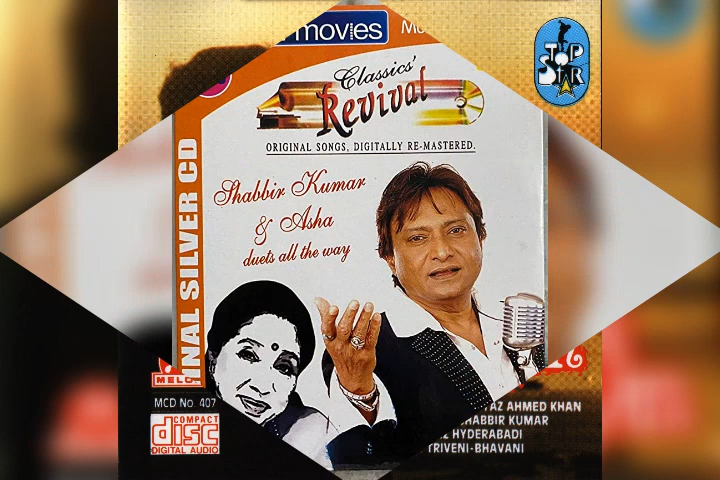 movies
TOP
STAR
Classics'
Revival
ORIGINAL SONGS, DIGITALLY RE-MASTERED.
Shabbir Kumar
& Asha
duets all the way
NAL SILVER CD
MCD No. 407
COMPACT
disc
DIGITAL AUDIO
AZ AHMED KHAN
HABBIR KUMAR
HYDERABADI
TRIVENI-BHAVANI